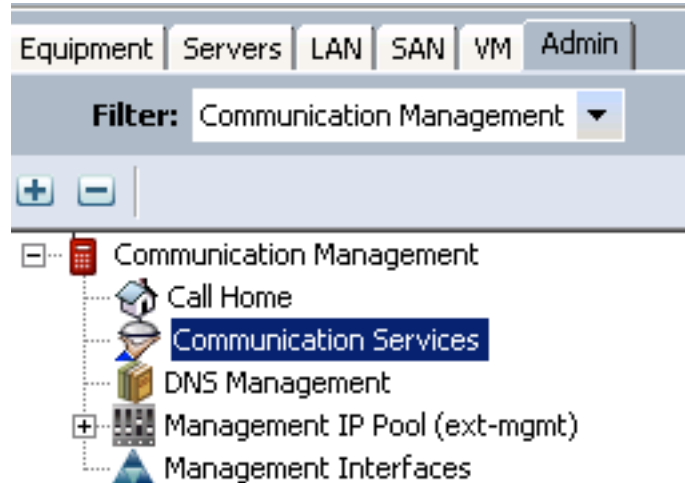 Equipment Servers LAN SAN VM Admin
Filter: Communication Management
Communication Management
Call Home
Communication Services
DNS Management
Management IP Pool (ext-mgmt)
Management Interfaces